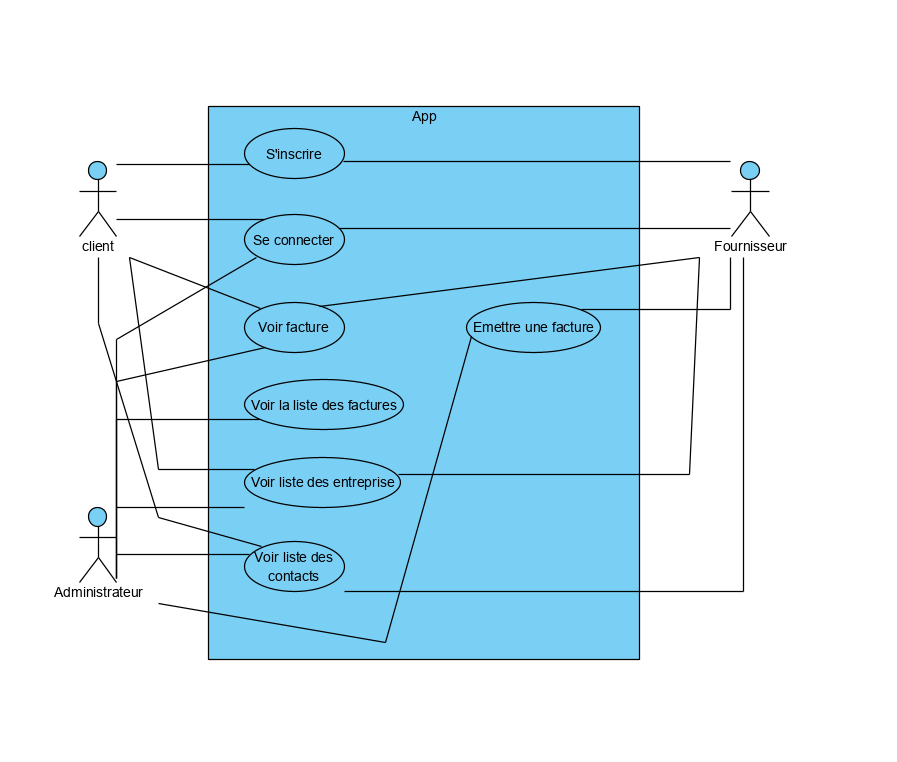 App
S'inscrire
client
Se connecter
Fournisseur
Voir facture
Emettre une facture
Voir la liste des factures
Voir liste des entreprise
Voir liste des
contacts
Administrateur